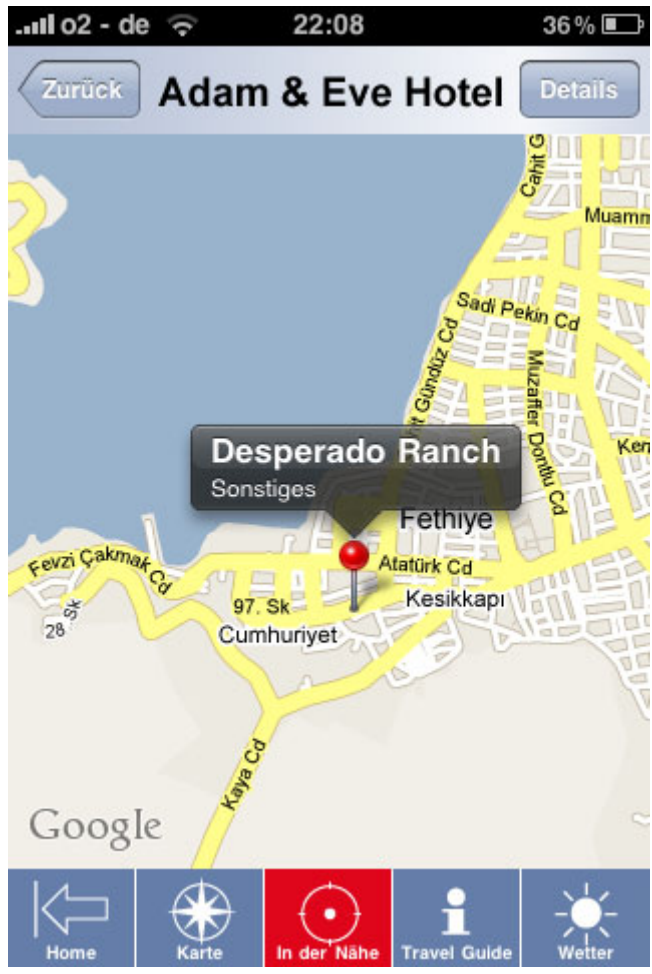 o2 - de 22:08 36 %
Zurück Adam & Eve Hotel Details
Cahit G
Muamm
Sadi Pekin Cd
it Gündüz Cd
Muzaffer Dontlu Cd
Ken
Desperado Ranch
Sonstiges
Fethiye
Fevzi Çakmak Cd
Atatürk Cd
97. Sk
Kesikkapı
28. Sk
Cumhuriyet
Kaya Cd
Google
Home Karte In der Nähe Travel Guide Wetter